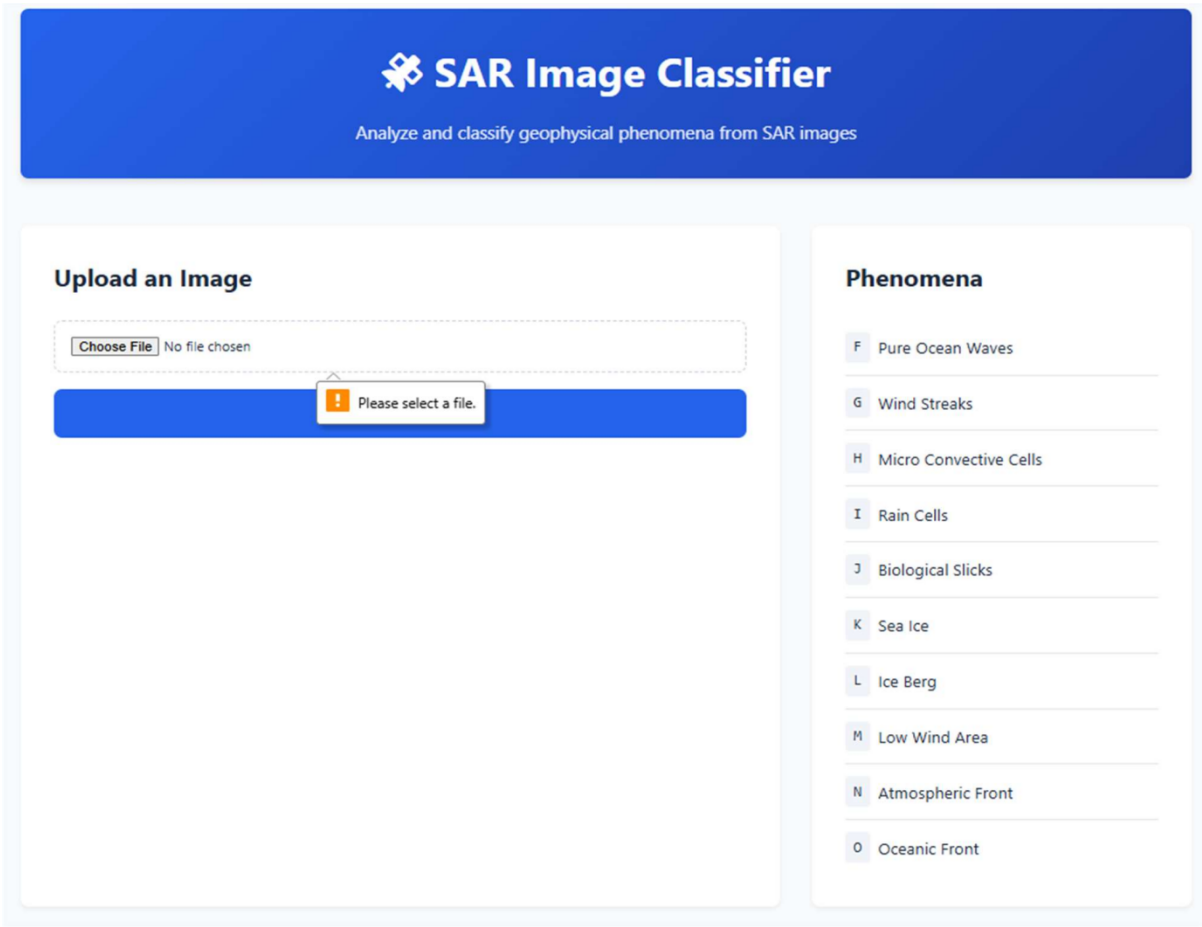 SAR Image Classifier
Analyze and classify geophysical phenomena from SAR images
Upload an Image
Choose File No file chosen
Please select a file.
Phenomena
F Pure Ocean Waves
G Wind Streaks
H Micro Convective Cells
I Rain Cells
J Biological Slicks
K Sea Ice
L Ice Berg
M Low Wind Area
N Atmospheric Front
O Oceanic Front